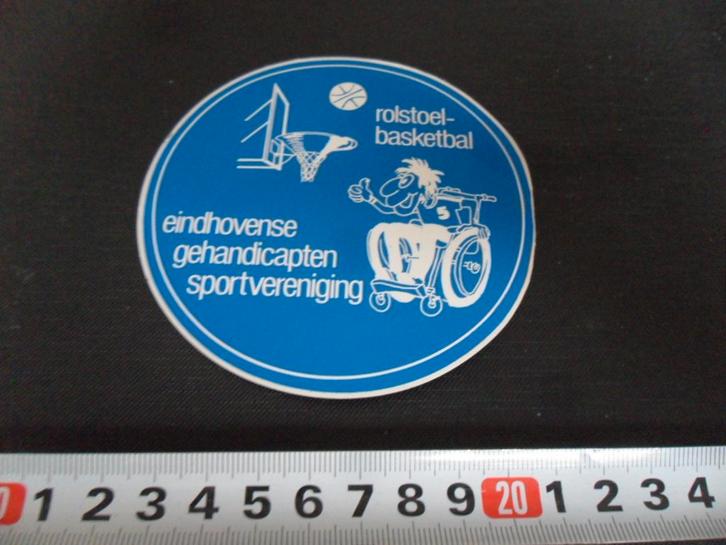 rolstoel-
basketbal
5
eindhovense
gehandicapten
sportvereniging
1 2 3 4 5 6 7 8 9 20 1 2 3 4